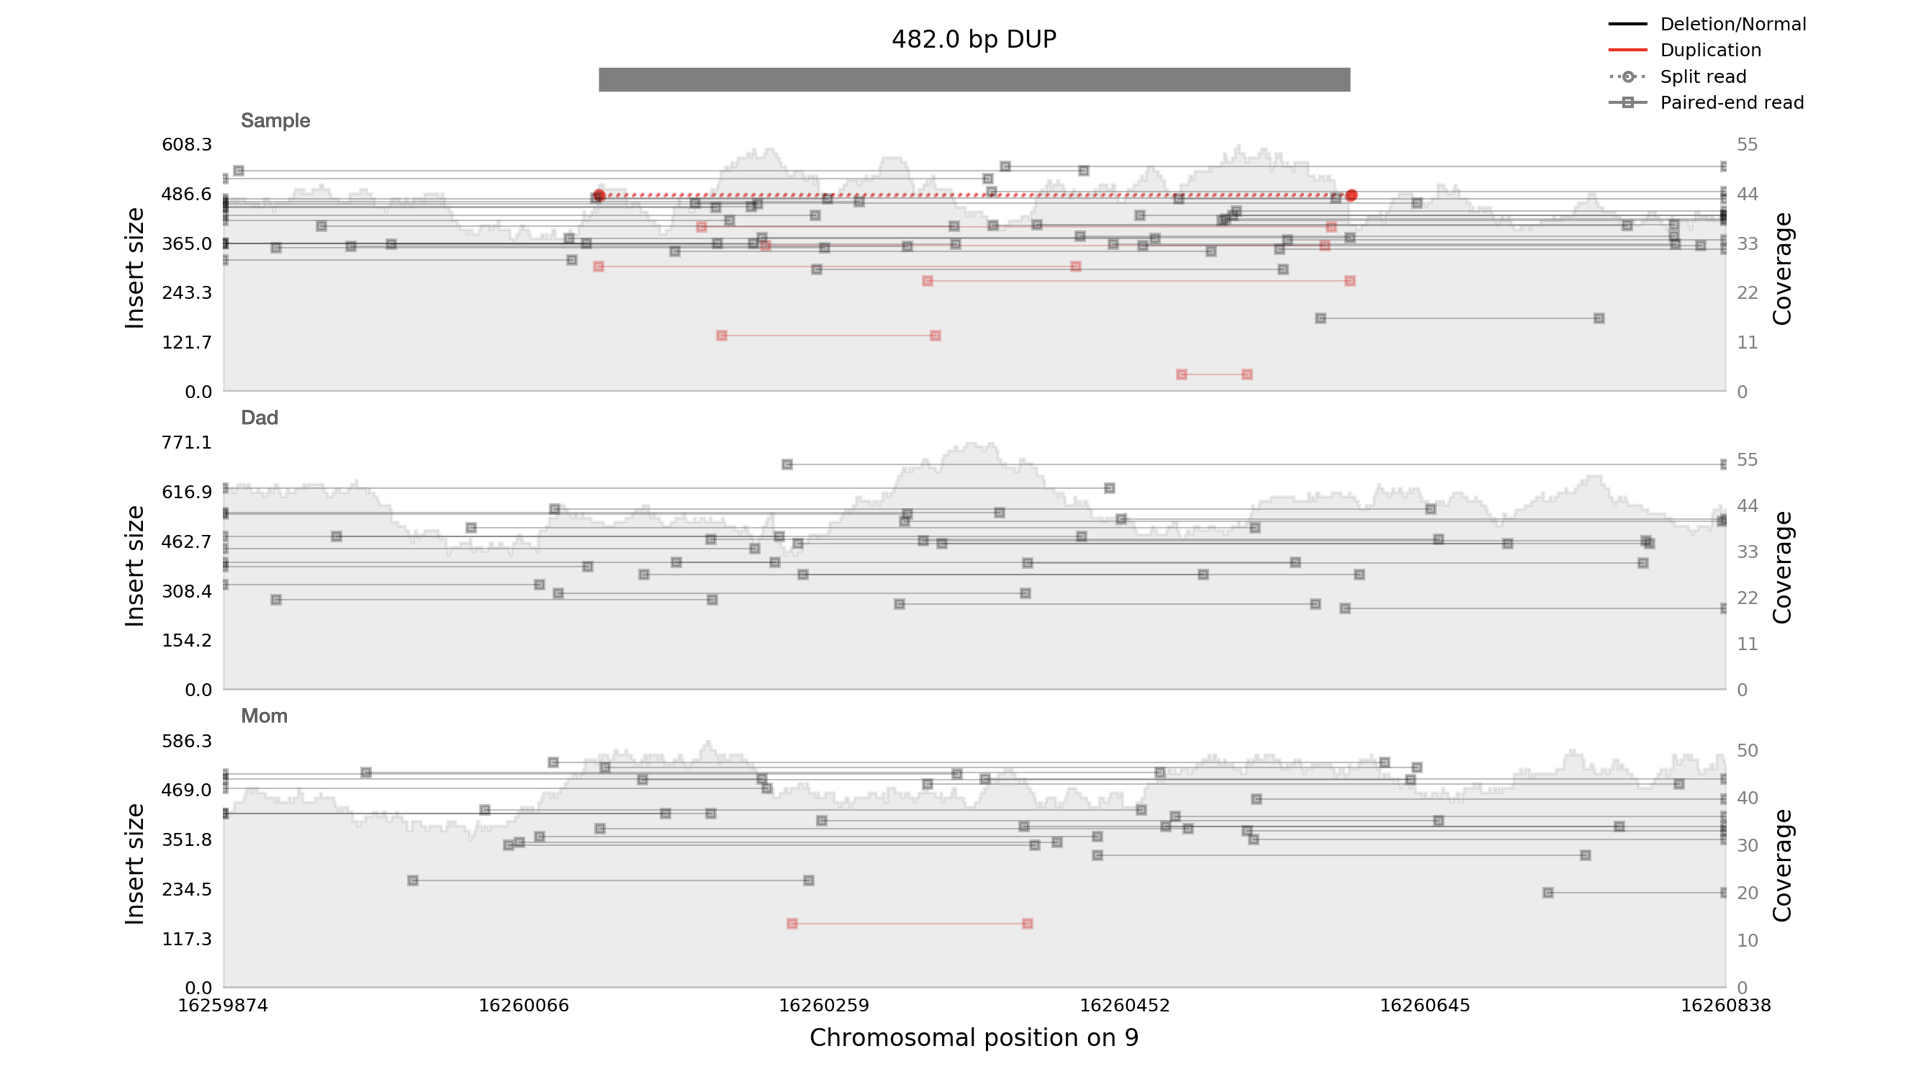 482.0 bp DUP
Deletion/Normal
Duplication
Split read
Paired-end read
Sample
608.3
486.6
365.0
243.3
121.7
0.0
Insert size
55
44
33
22
11
0
Coverage
Dad
771.1
616.9
462.7
308.4
154.2
0.0
Insert size
55
44
33
22
11
0
Coverage
Mom
586.3
469.0
351.8
234.5
117.3
0.0
Insert size
50
40
30
20
10
0
Coverage
16259874 16260066 16260259 16260452 16260645 16260838
Chromosomal position on 9